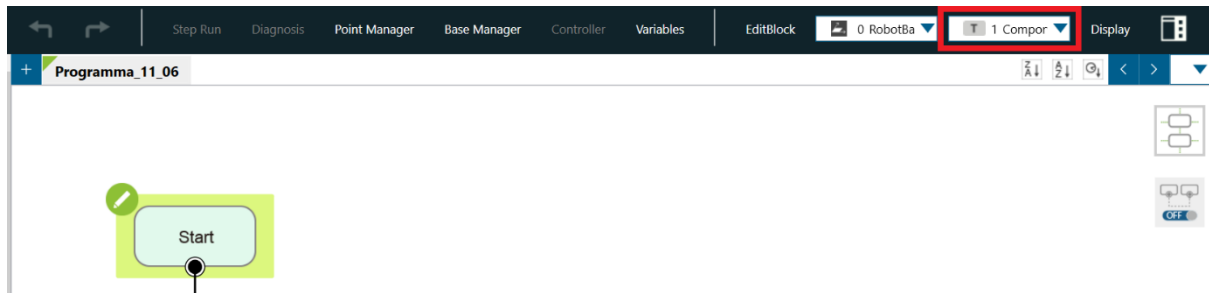 Step Run Diagnosis Point Manager Base Manager Controller Variables EditBlock 0 RobotBa T 1 Compor Display
+ Programma_11_06 Z A A Z < >
Start
OFF